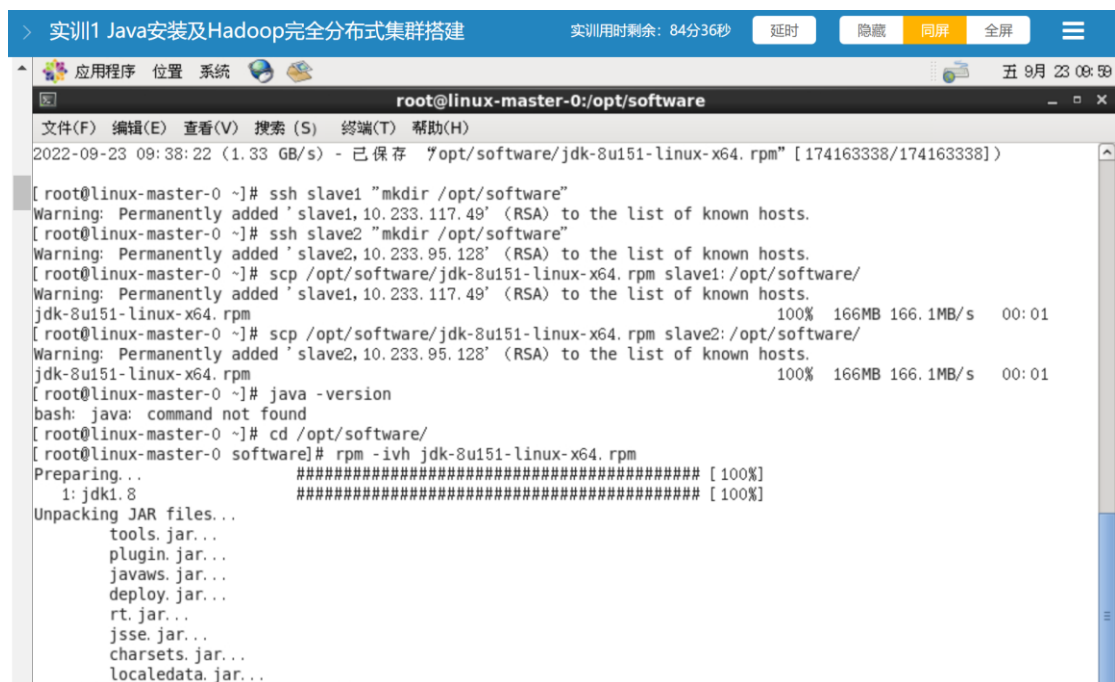 实训1 Java安装及Hadoop完全分布式集群搭建 实训用时剩余：84分36秒 延时 隐藏 同屏 全屏
应用程序 位置 系统 五 9月 23 09:59
root@linux-master-0:/opt/software
文件(F) 编辑(E) 查看(V) 搜索 (S) 终端(T) 帮助(H)
2022-09-23 09:38:22 (1.33 GB/s) - 已保存 “/opt/software/jdk-8u151-linux-x64.rpm” [174163338/174163338])
[root@linux-master-0 ~]# ssh slave1 "mkdir /opt/software"
Warning: Permanently added 'slave1,10.233.117.49' (RSA) to the list of known hosts.
[root@linux-master-0 ~]# ssh slave2 "mkdir /opt/software"
Warning: Permanently added 'slave2,10.233.95.128' (RSA) to the list of known hosts.
[root@linux-master-0 ~]# scp /opt/software/jdk-8u151-linux-x64.rpm slave1:/opt/software/
Warning: Permanently added 'slave1,10.233.117.49' (RSA) to the list of known hosts.
jdk-8u151-linux-x64.rpm 100% 166MB 166.1MB/s 00:01
[root@linux-master-0 ~]# scp /opt/software/jdk-8u151-linux-x64.rpm slave2:/opt/software/
Warning: Permanently added 'slave2,10.233.95.128' (RSA) to the list of known hosts.
jdk-8u151-linux-x64.rpm 100% 166MB 166.1MB/s 00:01
[root@linux-master-0 ~]# java -version
bash: java: command not found
[root@linux-master-0 ~]# cd /opt/software/
[root@linux-master-0 software]# rpm -ivh jdk-8u151-linux-x64.rpm
Preparing... ########################################### [100%]
1:jdk1.8 ########################################### [100%]
Unpacking JAR files...
tools.jar...
plugin.jar...
javaws.jar...
deploy.jar...
rt.jar...
jsse.jar...
charsets.jar...
localedata.jar...